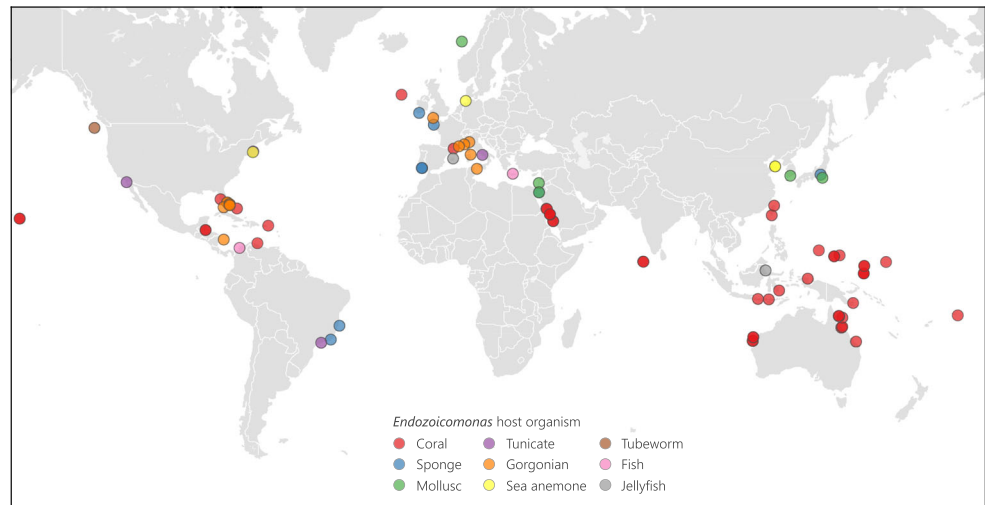 Endozoicomonas host organism
Coral Tunicate Tubeworm
Sponge Gorgonian Fish
Mollusc Sea anemone Jellyfish